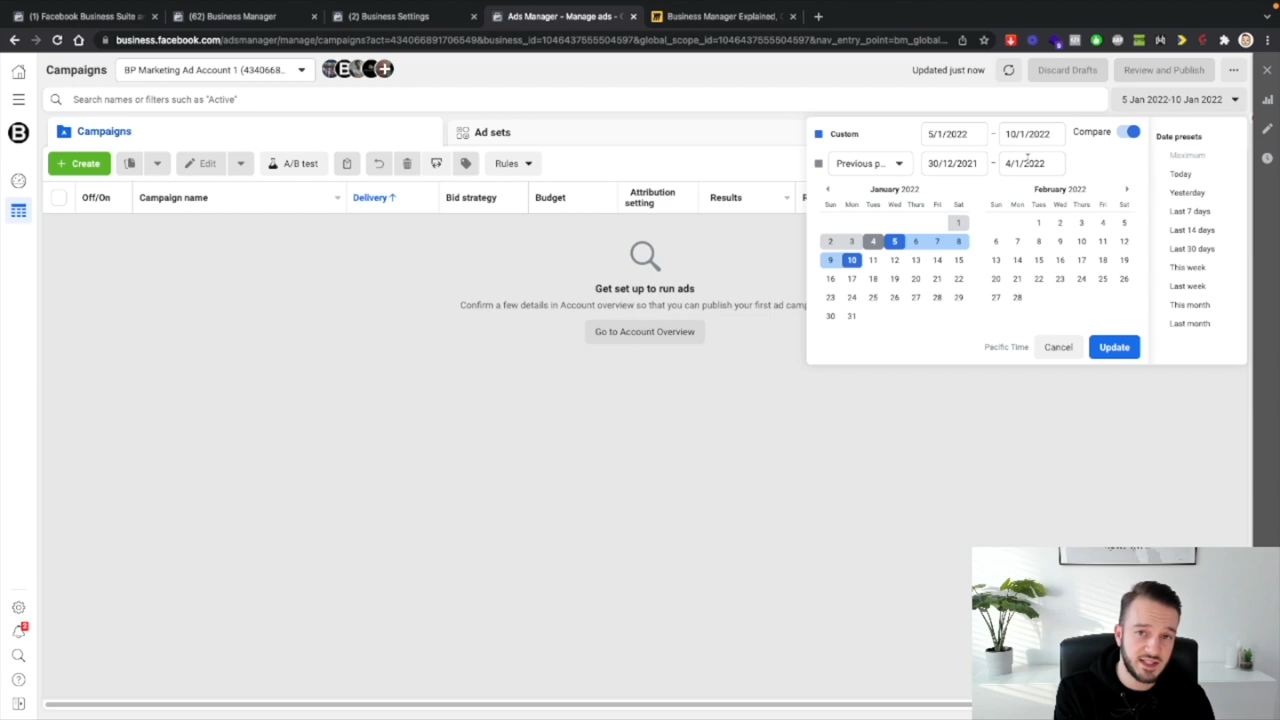 (1) Facebook Business Suite a
(62) Business Manager
(2) Business Settings
Ads Manager - Manage ads - C
Business Manager Explained,
business.facebook.com/adsmanager/manage/campaigns?act=434066891706549&business_id=10464375555045​97&global_scope_id=1046437555504597&nav_entry_point=bm_global...
Campaigns
BP Marketing Ad Account 1 (4340668...
Updated just now
Discard Drafts
Review and Publish
Search names or filters such as "Active"
5 Jan 2022-10 Jan 2022
Campaigns
Ad sets
Custom
5/1/2022 – 10/1/2022
Compare
Date presets
Create
Edit
A/B test
Rules
Previous p...
30/12/2021 – 4/1/2022
Maximum
Today
Yesterday
Last 7 days
Last 14 days
Last 30 days
This week
Last week
This month
Last month
Off/On
Campaign name
Delivery ↑
Bid strategy
Budget
Attribution
setting
Results
R
January 2022
Sun Mon Tues Wed Thurs Fri Sat
1
2 3 4 5 6 7 8
9 10 11 12 13 14 15
16 17 18 19 20 21 22
23 24 25 26 27 28 29
30 31
February 2022
Sun Mon Tues Wed Thurs Fri Sat
1 2 3 4 5
6 7 8 9 10 11 12
13 14 15 16 17 18 19
20 21 22 23 24 25 26
27 28
Pacific Time
Cancel
Update
Get set up to run ads
Confirm a few details in Account overview so that you can publish your first ad camp
Go to Account Overview